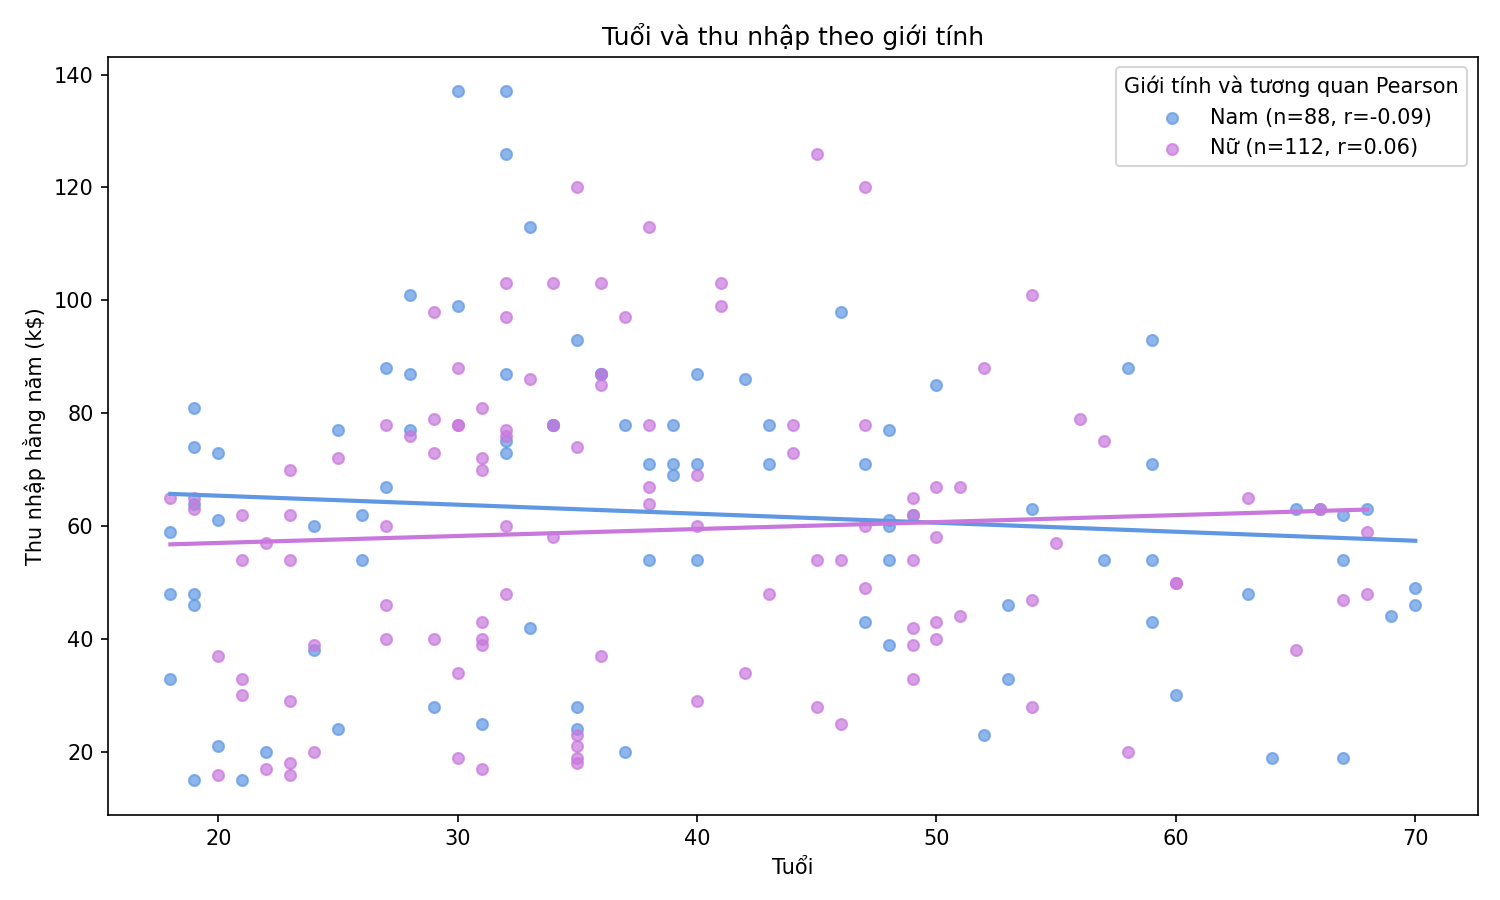 Tuổi và thu nhập theo giới tính
Giới tính và tương quan Pearson
Nam (n=88, r=-0.09)
Nữ (n=112, r=0.06)
Thu nhập hằng năm (k$)
140
120
100
80
60
40
20
20 30 40 50 60 70
Tuổi